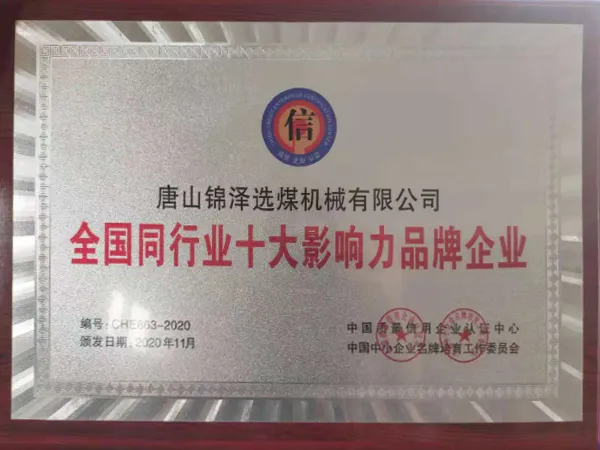 信
唐山锦泽选煤机械有限公司
全国同行业十大影响力品牌企业
编号:CHE663-2020
颁发日期:2020年11月
中国质量信用企业认证中心
中国中小企业名牌培育工作委员会